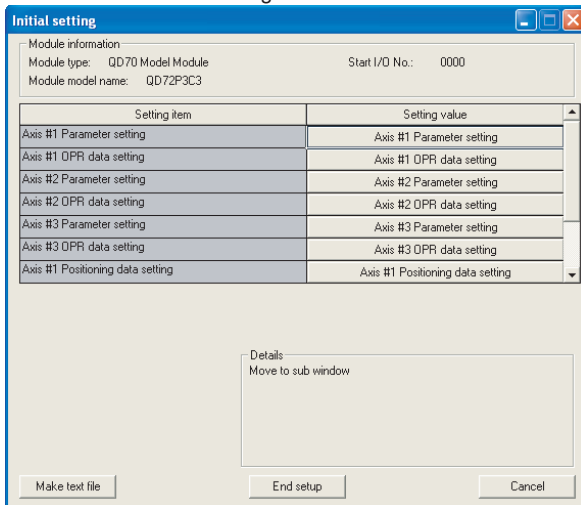 Initial setting
Module information
Module type: QD70 Model Module Start I/O No.: 0000
Module model name: QD72P3C3
Setting item Setting value
Axis #1 Parameter setting Axis #1 Parameter setting
Axis #1 OPR data setting Axis #1 OPR data setting
Axis #2 Parameter setting Axis #2 Parameter setting
Axis #2 OPR data setting Axis #2 OPR data setting
Axis #3 Parameter setting Axis #3 Parameter setting
Axis #3 OPR data setting Axis #3 OPR data setting
Axis #1 Positioning data setting Axis #1 Positioning data setting
Details
Move to sub window
Make text file End setup Cancel